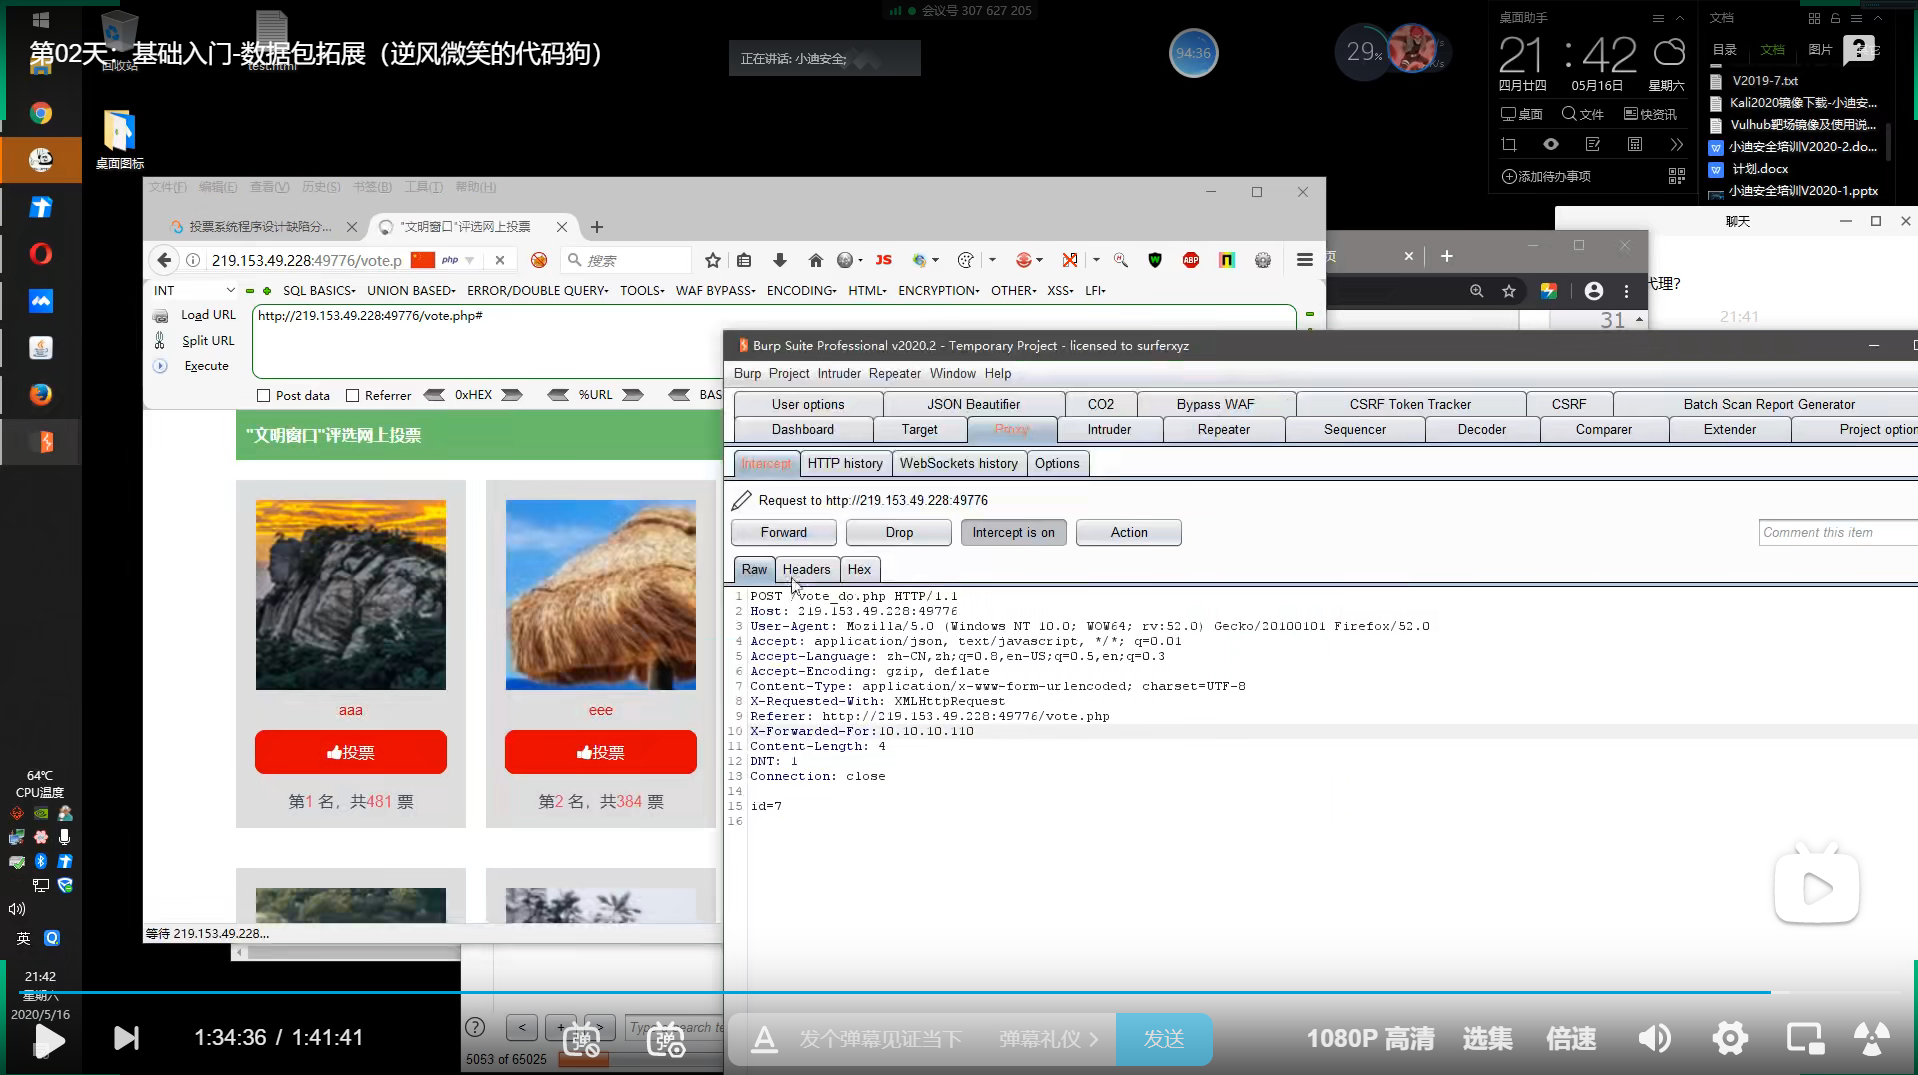 会议号 307 627 205
第02天：基础入门-数据包拓展（逆风微笑的代码狗）
回收站
test.html
正在讲话: 小迪安全;
94:36
29%
K/s
桌面助手
21:42
四月廿四
05月16日
星期六
桌面
文件
快资讯
添加待办事项
文档
目录
文档
图片
V2019-7.txt
Kali2020镜像下载-小迪安...
Vulhub靶场镜像及使用说...
小迪安全培训V2020-2.do...
计划.docx
小迪安全培训V2020-1.pptx
桌面图标
聊天
代理?
21:41
31
页
文件(F) 编辑(E) 查看(V) 历史(S) 书签(B) 工具(T) 帮助(H)
投票系统程序设计缺陷分...
"文明窗口"评选网上投票
219.153.49.228:49776/vote.p
php
搜索
JS
ABP
INT
SQL BASICS
UNION BASED
ERROR/DOUBLE QUERY
TOOLS
WAF BYPASS
ENCODING
HTML
ENCRYPTION
OTHER
XSS
LFI
Load URL
Split URL
Execute
http://219.153.49.228:49776/vote.php#
Post data
Referrer
0xHEX
%URL
BAS
"文明窗口"评选网上投票
aaa
eee
投票
投票
第1 名，共481 票
第2 名，共384 票
等待 219.153.49.228...
Burp Suite Professional v2020.2 - Temporary Project - licensed to surferxyz
Burp Project Intruder Repeater Window Help
User options
JSON Beautifier
CO2
Bypass WAF
CSRF Token Tracker
CSRF
Batch Scan Report Generator
Dashboard
Target
Proxy
Intruder
Repeater
Sequencer
Decoder
Comparer
Extender
Project option
Intercept
HTTP history
WebSockets history
Options
Request to http://219.153.49.228:49776
Forward
Drop
Intercept is on
Action
Comment this item
Raw
Headers
Hex
1 POST /vote_do.php HTTP/1.1
2 Host: 219.153.49.228:49776
3 User-Agent: Mozilla/5.0 (Windows NT 10.0; WOW64; rv:52.0) Gecko/20100101 Firefox/52.0
4 Accept: application/json, text/javascript, */*; q=0.01
5 Accept-Language: zh-CN,zh;q=0.8,en-US;q=0.5,en;q=0.3
6 Accept-Encoding: gzip, deflate
7 Content-Type: application/x-www-form-urlencoded; charset=UTF-8
8 X-Requested-With: XMLHttpRequest
9 Referer: http://219.153.49.228:49776/vote.php
10 X-Forwarded-For:10.10.10.110
11 Content-Length: 4
12 DNT: 1
13 Connection: close
14
15 id=7
16
64℃
CPU温度
英
21:42
星期六
2020/5/16
?
<
+
>
5053 of 65025
1:34:36 / 1:41:41
弹
弹
发个弹幕见证当下
弹幕礼仪
发送
1080P 高清
选集
倍速